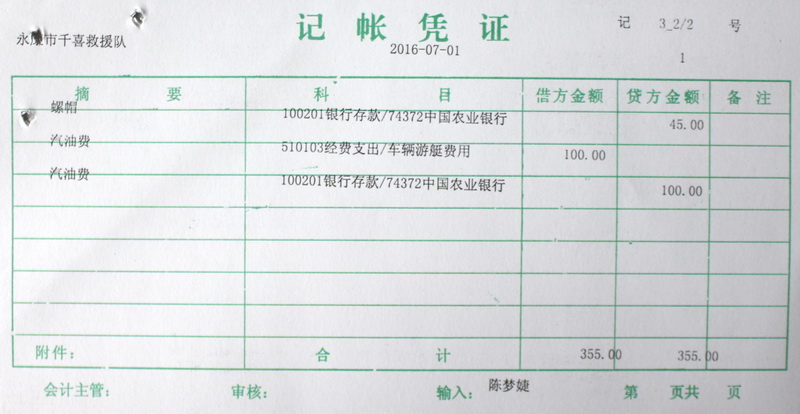 记帐凭证
记 3_2/2 号
永康市千喜救援队
2016-07-01
1
摘要 科目 借方金额 贷方金额 备注
螺帽 100201银行存款/74372中国农业银行 45.00
汽油费 510103经费支出/车辆游艇费用 100.00
汽油费 100201银行存款/74372中国农业银行 100.00
附件： 合计 355.00 355.00
会计主管： 审核： 输入： 陈梦婕 第 页共 页